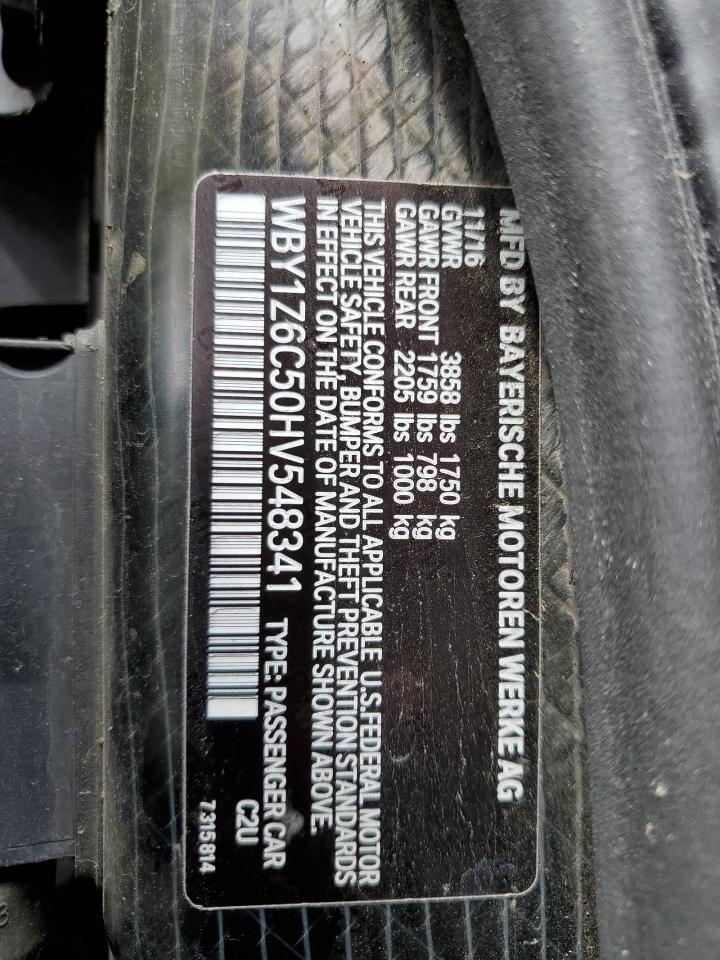 MFD BY BAYERISCHE MOTOREN WERKE AG
11/16
GVWR 3858 lbs 1750 kg
GAWR FRONT 1759 lbs 798 kg
GAWR REAR 2205 lbs 1000 kg
THIS VEHICLE CONFORMS TO ALL APPLICABLE U.S.FEDERAL MOTOR
VEHICLE SAFETY, BUMPER AND THEFT PREVENTION STANDARDS
IN EFFECT ON THE DATE OF MANUFACTURE SHOWN ABOVE.
WBY1Z6C50HV548341 TYPE: PASSENGER CAR
C2U
7315814
3